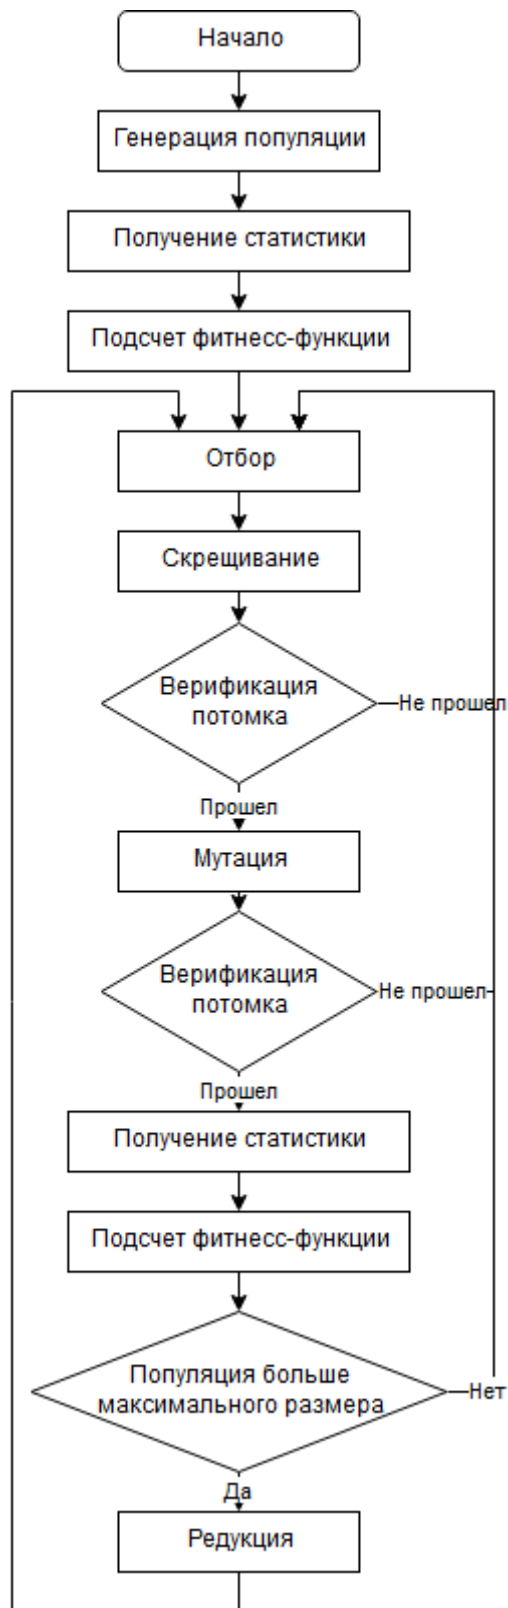 Начало
Генерация популяции
Получение статистики
Подсчет фитнесс-функции
Отбор
Скрещивание
Верификация
потомка
Не прошел
Прошел
Мутация
Верификация
потомка
Не прошел
Прошел
Получение статистики
Подсчет фитнесс-функции
Популяция больше
максимального размера
Нет
Да
Редукция